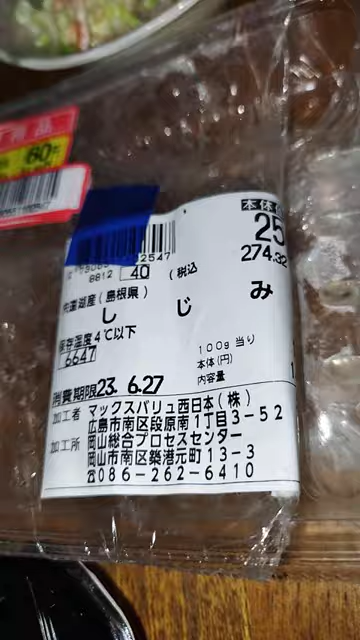 60
本体
25
274.32
(税込
2547
8812
40
宍道湖産(島根県)
しじみ
保存温度4℃以下
6647
100g当り
本体(円)
内容量
消費期限23.6.27
加工者 マックスバリュ西日本(株)
広島市南区段原南1丁目3-52
加工所 岡山総合プロセスセンター
岡山市南区築港元町13-3
☎086-262-6410